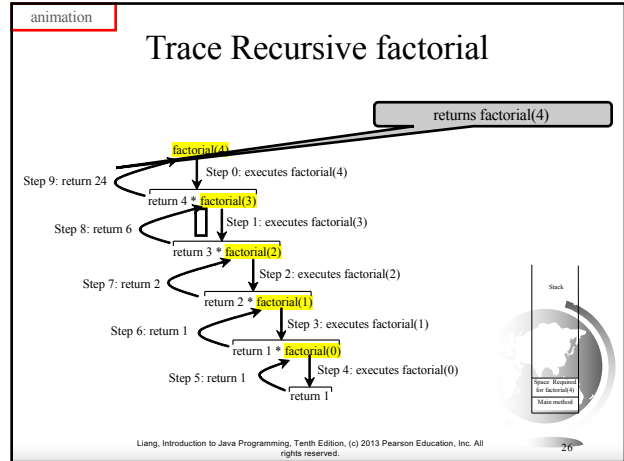 animation
Trace Recursive factorial
returns factorial(4)
factorial(4)
Step 0: executes factorial(4)
Step 9: return 24
return 4 * factorial(3)
Step 1: executes factorial(3)
Step 8: return 6
return 3 * factorial(2)
Step 2: executes factorial(2)
Step 7: return 2
return 2 * factorial(1)
Step 3: executes factorial(1)
Step 6: return 1
return 1 * factorial(0)
Step 4: executes factorial(0)
Step 5: return 1
return 1
Stack
Space Required
for factorial(4)
Main method
Liang, Introduction to Java Programming, Tenth Edition, (c) 2013 Pearson Education, Inc. All
rights reserved.
26